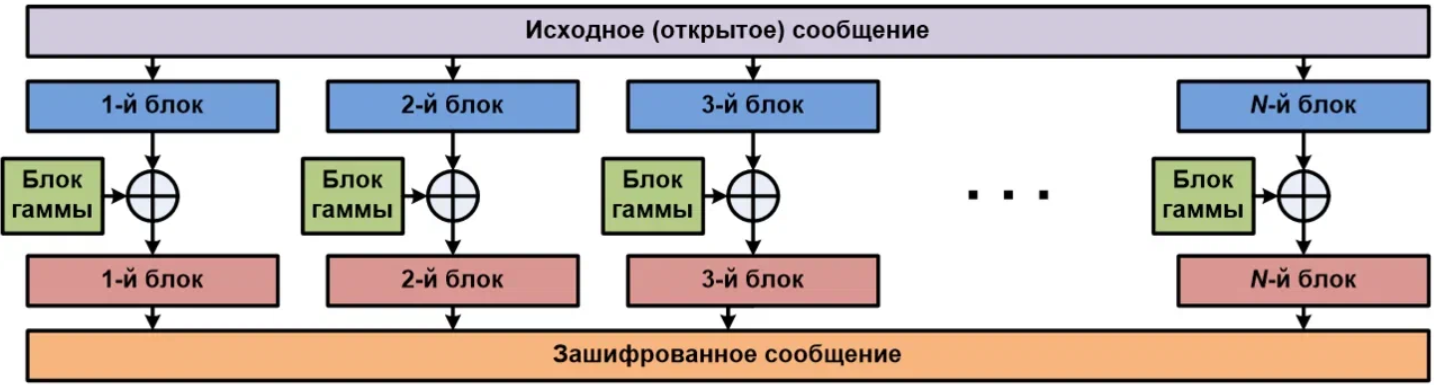 Исходное (открытое) сообщение
1-й блок
2-й блок
3-й блок
N-й блок
Блок
гаммы
Блок
гаммы
Блок
гаммы
. . .
Блок
гаммы
1-й блок
2-й блок
3-й блок
N-й блок
Зашифрованное сообщение